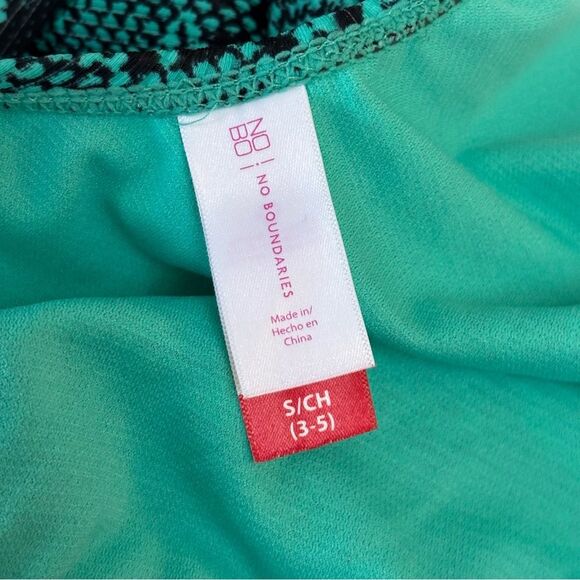 NO
BO
NO BOUNDARIES
Made in/
Hecho en
China
S/CH
(3-5)